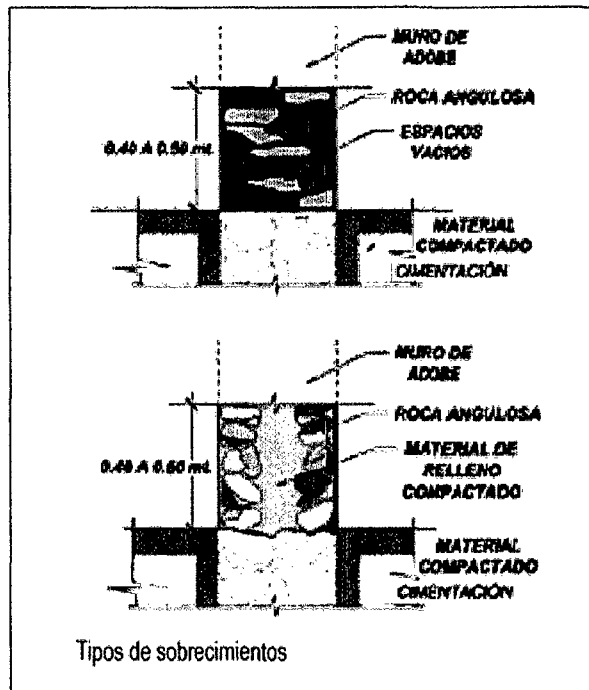 MURO DE
ADOBE
ROCA ANGULOSA
0.40 A 0.50 mt.
ESPACIOS
VACIOS
MATERIAL
COMPACTADO
CIMENTACIÓN
MURO DE
ADOBE
ROCA ANGULOSA
0.40 A 0.60 mt.
MATERIAL DE
RELLENO
COMPACTADO
MATERIAL
COMPACTADO
CIMENTACIÓN
Tipos de sobrecimientos